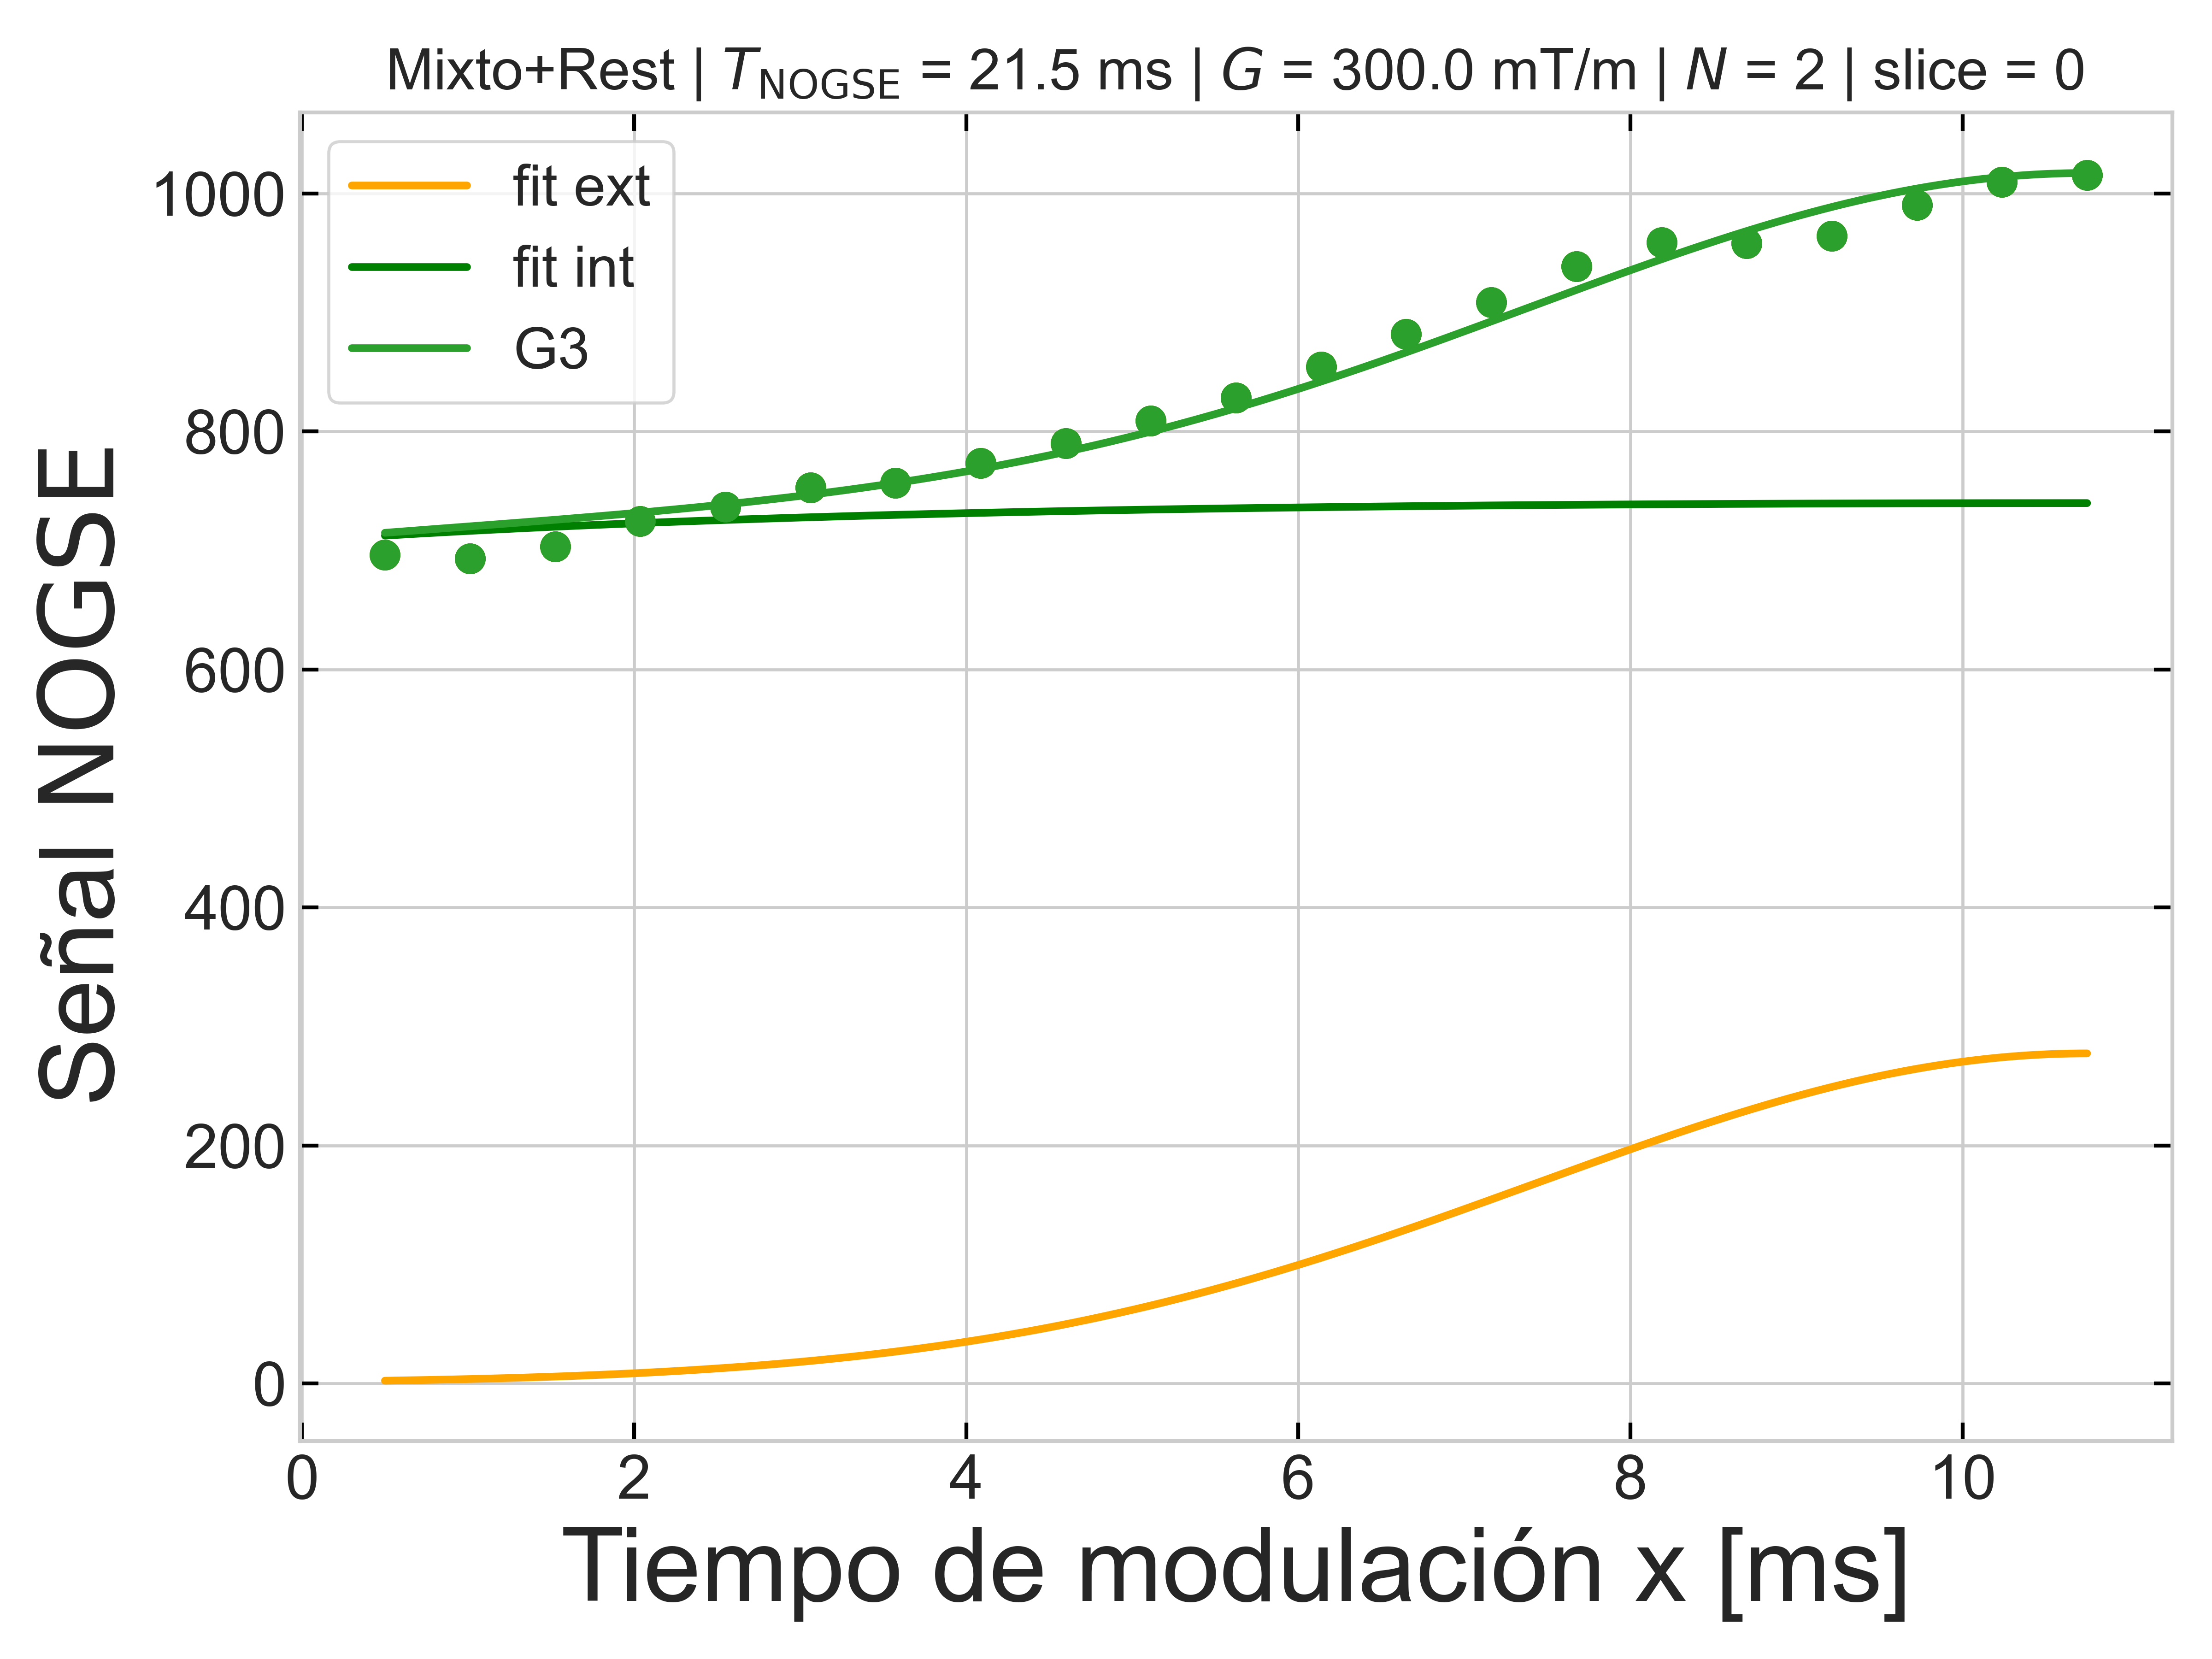 Mixto+Rest | T_NOGSE = 21.5 ms | G = 300.0 mT/m | N = 2 | slice = 0
fit ext
fit int
G3
Señal NOGSE
1000
800
600
400
200
0
0 2 4 6 8 10
Tiempo de modulación x [ms]